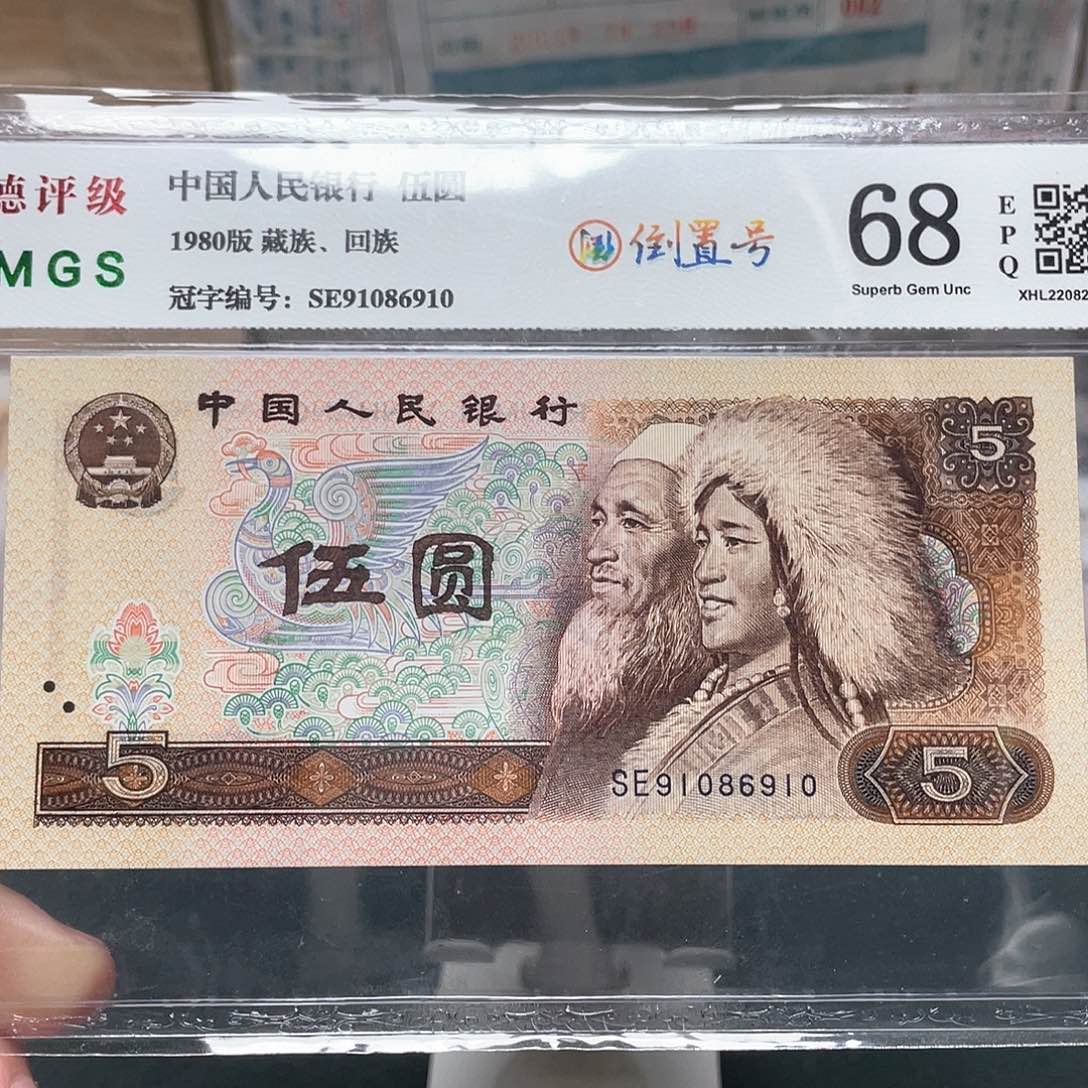 德评级
MGS
中国人民银行 伍圆
1980版 藏族、回族
冠字编号：SE91086910
倒置号
68
Superb Gem Unc
EPQ
XHL22082
中国人民银行
5
伍圆
5
SE91086910
5